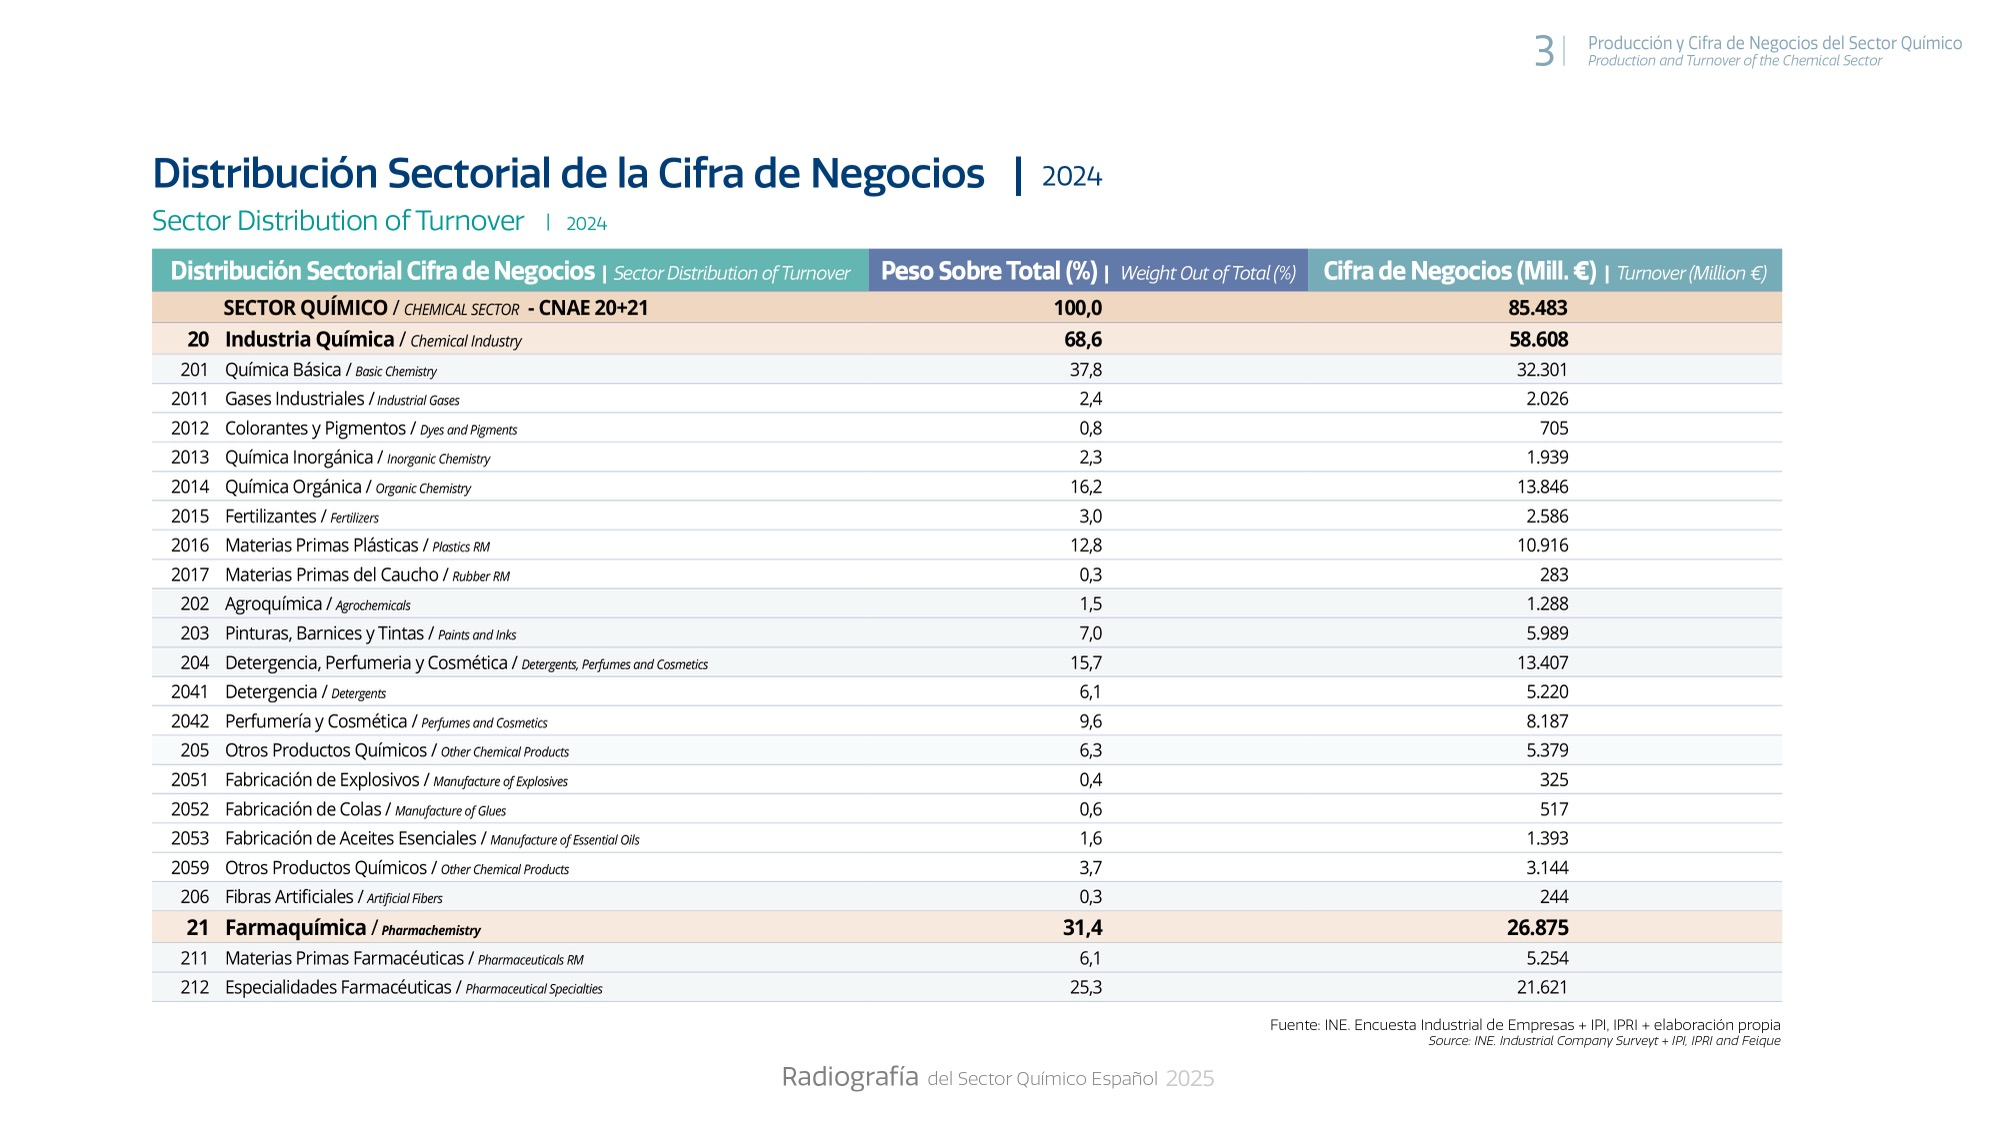 3 | Producción y Cifra de Negocios del Sector Químico
Production and Turnover of the Chemical Sector
Distribución Sectorial de la Cifra de Negocios | 2024
Sector Distribution of Turnover | 2024
Distribución Sectorial Cifra de Negocios | Sector Distribution of Turnover Peso Sobre Total (%) | Weight Out of Total (%) Cifra de Negocios (Mill. €) | Turnover (Million €)
SECTOR QUÍMICO / CHEMICAL SECTOR - CNAE 20+21 100,0 85.483
20 Industria Química / Chemical Industry 68,6 58.608
201 Química Básica / Basic Chemistry 37,8 32.301
2011 Gases Industriales / Industrial Gases 2,4 2.026
2012 Colorantes y Pigmentos / Dyes and Pigments 0,8 705
2013 Química Inorgánica / Inorganic Chemistry 2,3 1.939
2014 Química Orgánica / Organic Chemistry 16,2 13.846
2015 Fertilizantes / Fertilizers 3,0 2.586
2016 Materias Primas Plásticas / Plastics RM 12,8 10.916
2017 Materias Primas del Caucho / Rubber RM 0,3 283
202 Agroquímica / Agrochemicals 1,5 1.288
203 Pinturas, Barnices y Tintas / Paints and Inks 7,0 5.989
204 Detergencia, Perfumeria y Cosmética / Detergents, Perfumes and Cosmetics 15,7 13.407
2041 Detergencia / Detergents 6,1 5.220
2042 Perfumería y Cosmética / Perfumes and Cosmetics 9,6 8.187
205 Otros Productos Químicos / Other Chemical Products 6,3 5.379
2051 Fabricación de Explosivos / Manufacture of Explosives 0,4 325
2052 Fabricación de Colas / Manufacture of Glues 0,6 517
2053 Fabricación de Aceites Esenciales / Manufacture of Essential Oils 1,6 1.393
2059 Otros Productos Químicos / Other Chemical Products 3,7 3.144
206 Fibras Artificiales / Artificial Fibers 0,3 244
21 Farmaquímica / Pharmachemistry 31,4 26.875
211 Materias Primas Farmacéuticas / Pharmaceuticals RM 6,1 5.254
212 Especialidades Farmacéuticas / Pharmaceutical Specialties 25,3 21.621
Fuente: INE. Encuesta Industrial de Empresas + IPI, IPRI + elaboración propia
Source: INE. Industrial Company Surveyt + IPI, IPRI and Feique
Radiografía del Sector Químico Español 2025